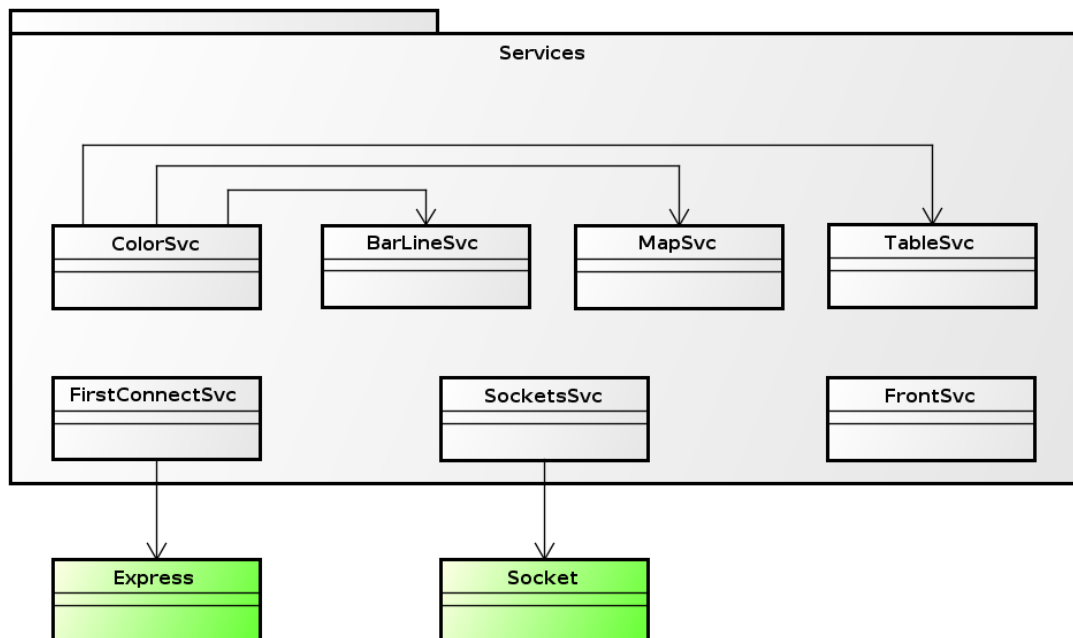 Services
ColorSvc
BarLineSvc
MapSvc
TableSvc
FirstConnectSvc
SocketsSvc
FrontSvc
Express
Socket